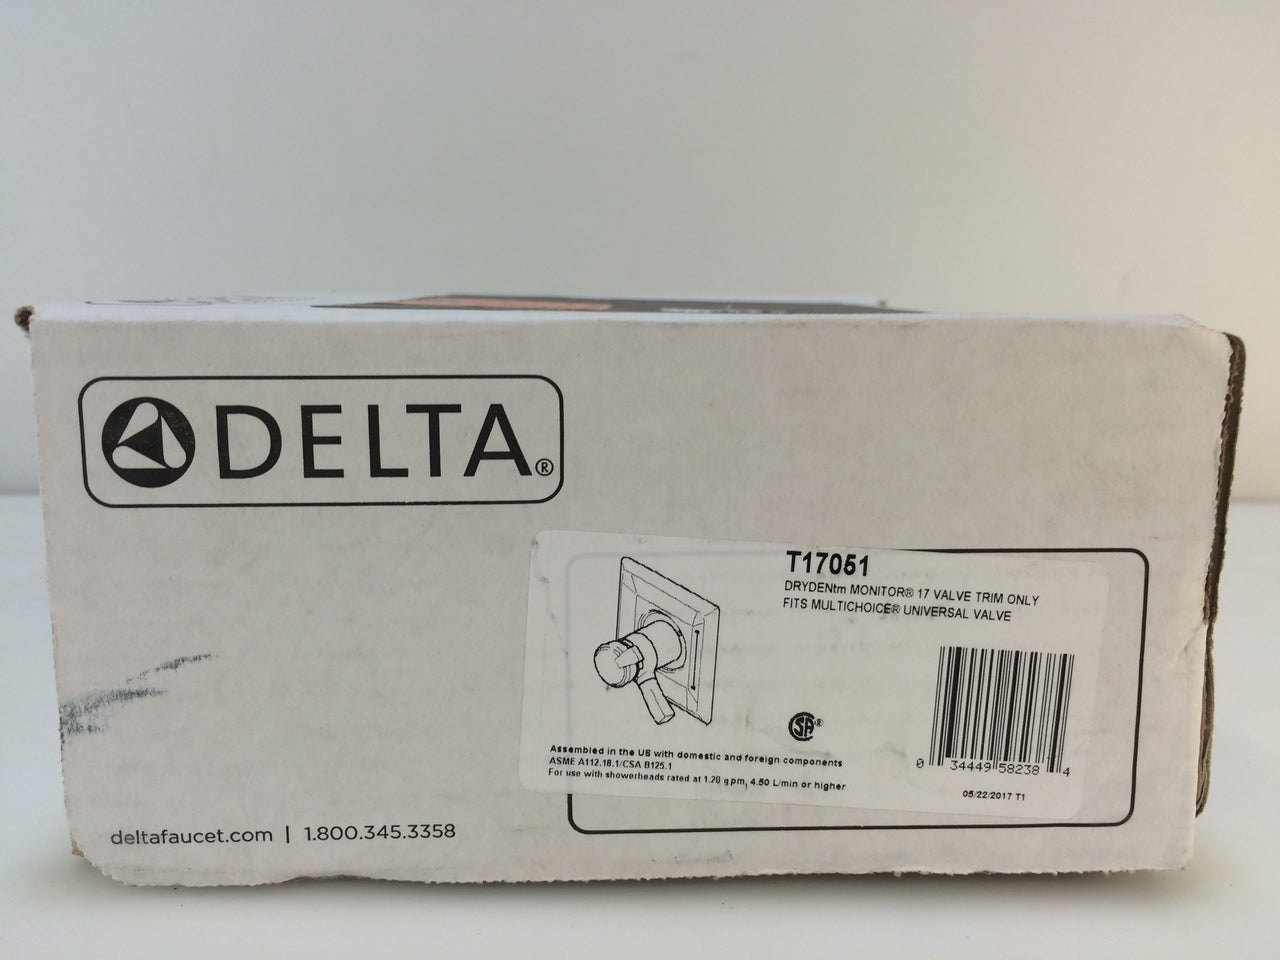 DELTA®
T17051
DRYDENtm MONITOR® 17 VALVE TRIM ONLY
FITS MULTICHOICE® UNIVERSAL VALVE
SA®
Assembled in the US with domestic and foreign components
ASME A112.18.1/CSA B125.1
For use with showerheads rated at 1.20 gpm, 4.50 L/min or higher
0 34449 58238 4
05/22/2017 T1
deltafaucet.com | 1.800.345.3358